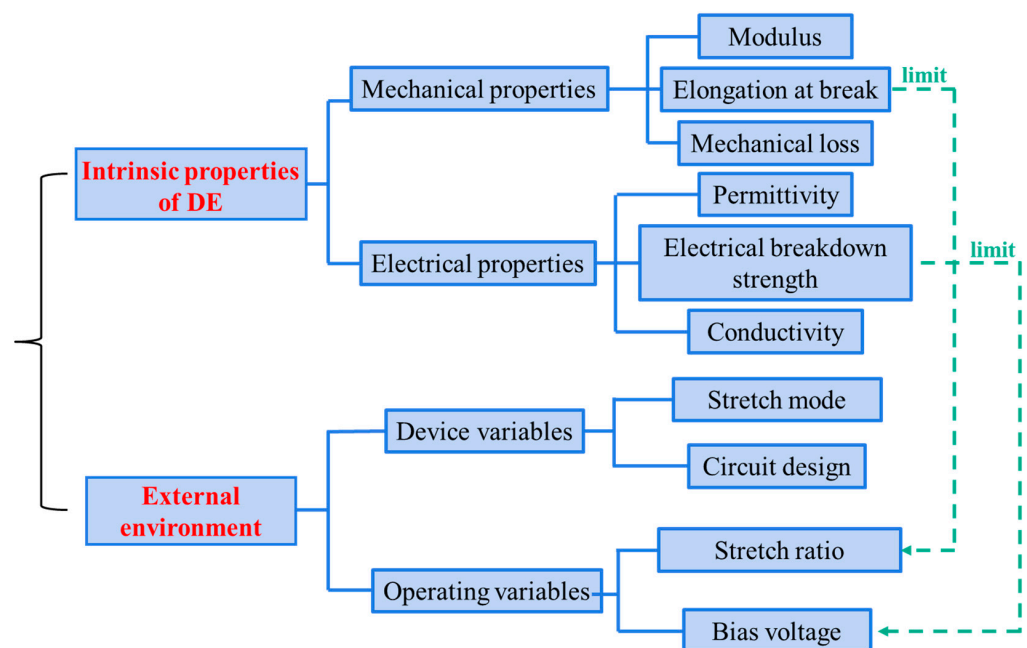 Modulus
limit
Mechanical properties
Elongation at break
Mechanical loss
Intrinsic properties
of DE
Permittivity
Electrical properties
Electrical breakdown
strength
limit
Conductivity
Stretch mode
Device variables
Circuit design
External
environment
Stretch ratio
Operating variables
Bias voltage